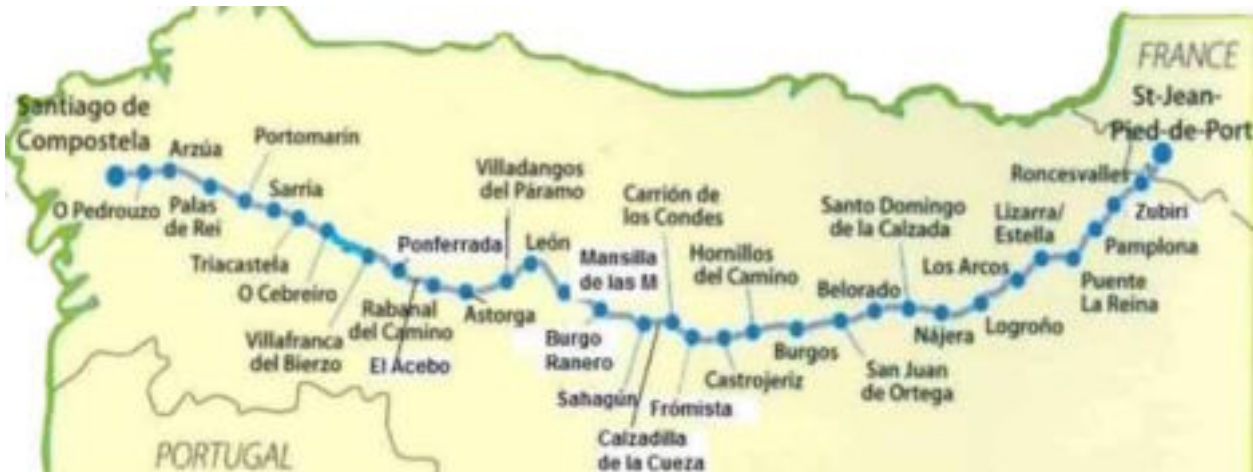 FRANCE
Santiago de
Compostela
St-Jean-
Pied-de-Port
Arzúa
Portomarín
Villadangos
del Páramo
Carrión de
los Condes
Santo Domingo
de la Calzada
Lizarra/
Estella
Roncesvalles
O Pedrouzo
Palas
de Rei
Sarria
Zubiri
Triacastela
Ponferrada
León
Mansilla
de las M
Hornillos
del Camino
Los Arcos
Pamplona
O Cebreiro
Belorado
Puente
La Reina
Villafranca
del Bierzo
Rabanal
del Camino
Astorga
El Acebo
Burgo
Ranero
Burgos
Nájera
Logroño
Sahagún
Frómista
Castrojeriz
San Juan
de Ortega
Calzadilla
de la Cueza
PORTUGAL